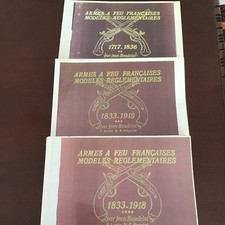 ARMES A FEU FRANÇAISES
MODELES REGLEMENTAIRES
1717.1836
**
par Jean Boudriot
ARMES A FEU FRANÇAISES
MODELES REGLEMENTAIRES
1833-1918
***
par Jean Boudriot
ARMES A FEU FRANÇAISES
MODELES REGLEMENTAIRES
1833-1918
****
par Jean Boudriot